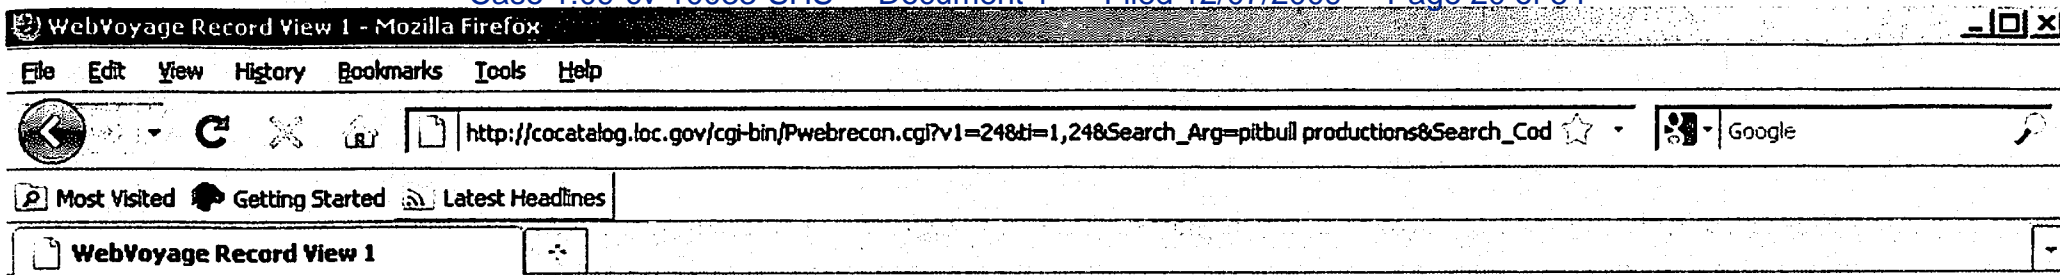 WebVoyage Record View 1 - Mozilla Firefox
File Edit View History Bookmarks Tools Help
http://cocatalog.loc.gov/cgi-bin/Pwebrecon.cgi?v1=24&ti=1,24&Search_Arg=pitbull productions&Search_Cod Google
Most Visited Getting Started Latest Headlines
WebVoyage Record View 1